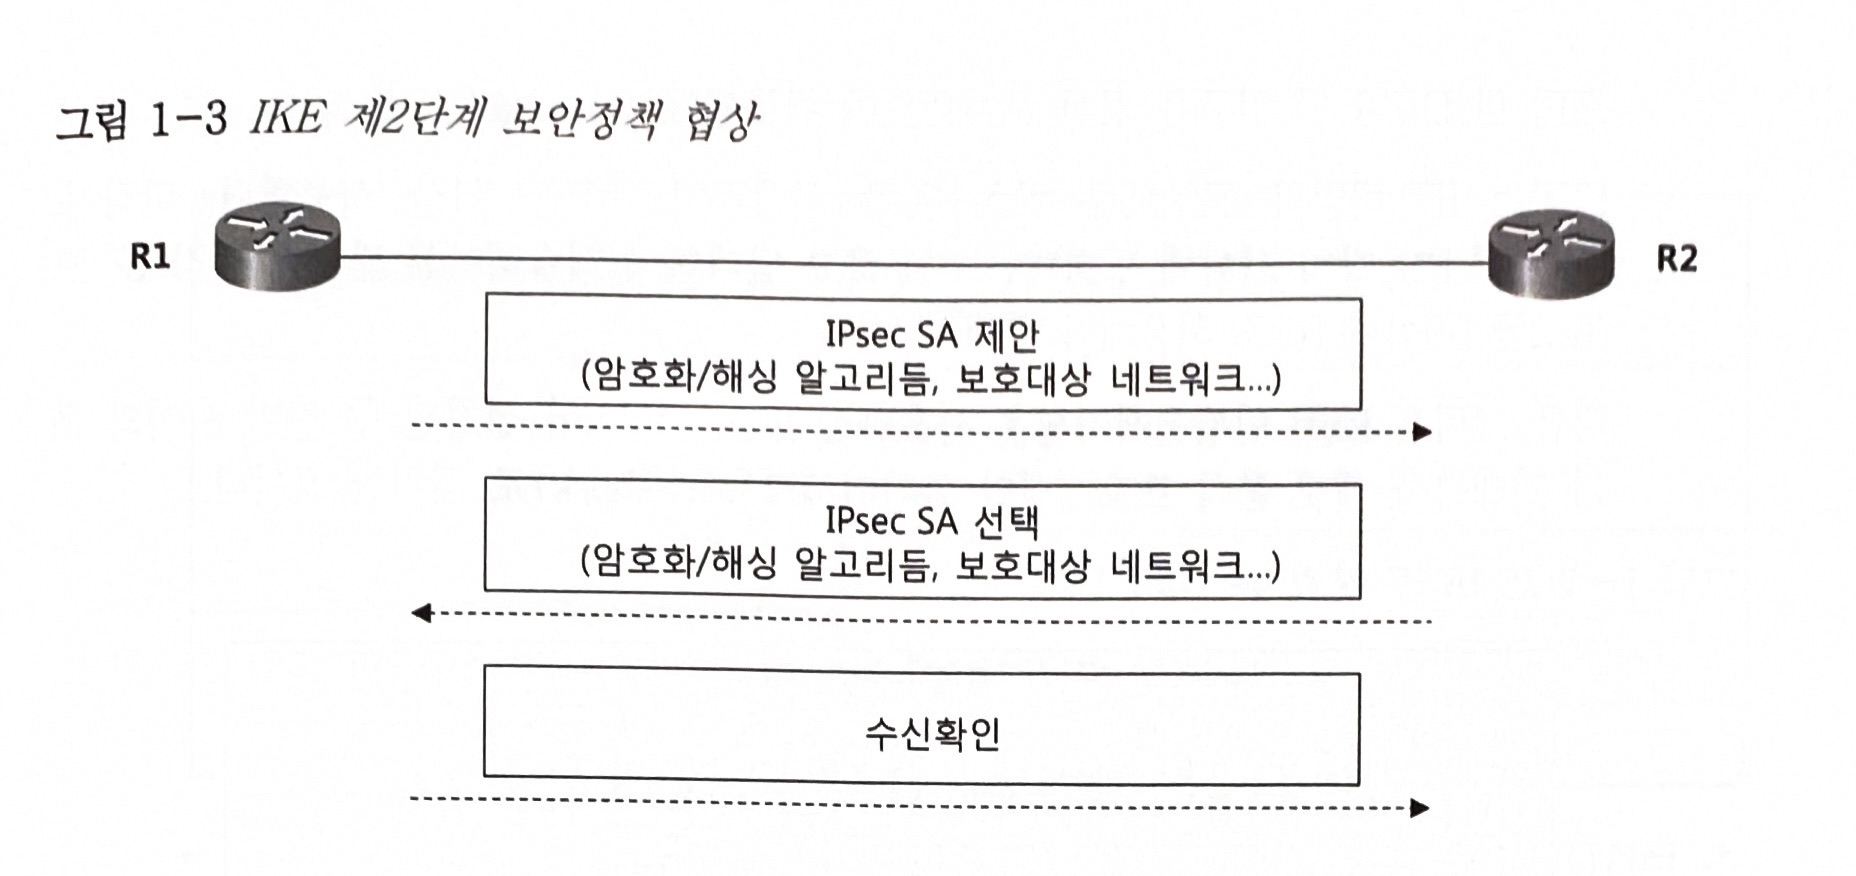 그림 1-3 IKE 제2단계 보안정책 협상
R1
R2
IPsec SA 제안
(암호화/해싱 알고리듬, 보호대상 네트워크...)
IPsec SA 선택
(암호화/해싱 알고리듬, 보호대상 네트워크...)
수신확인